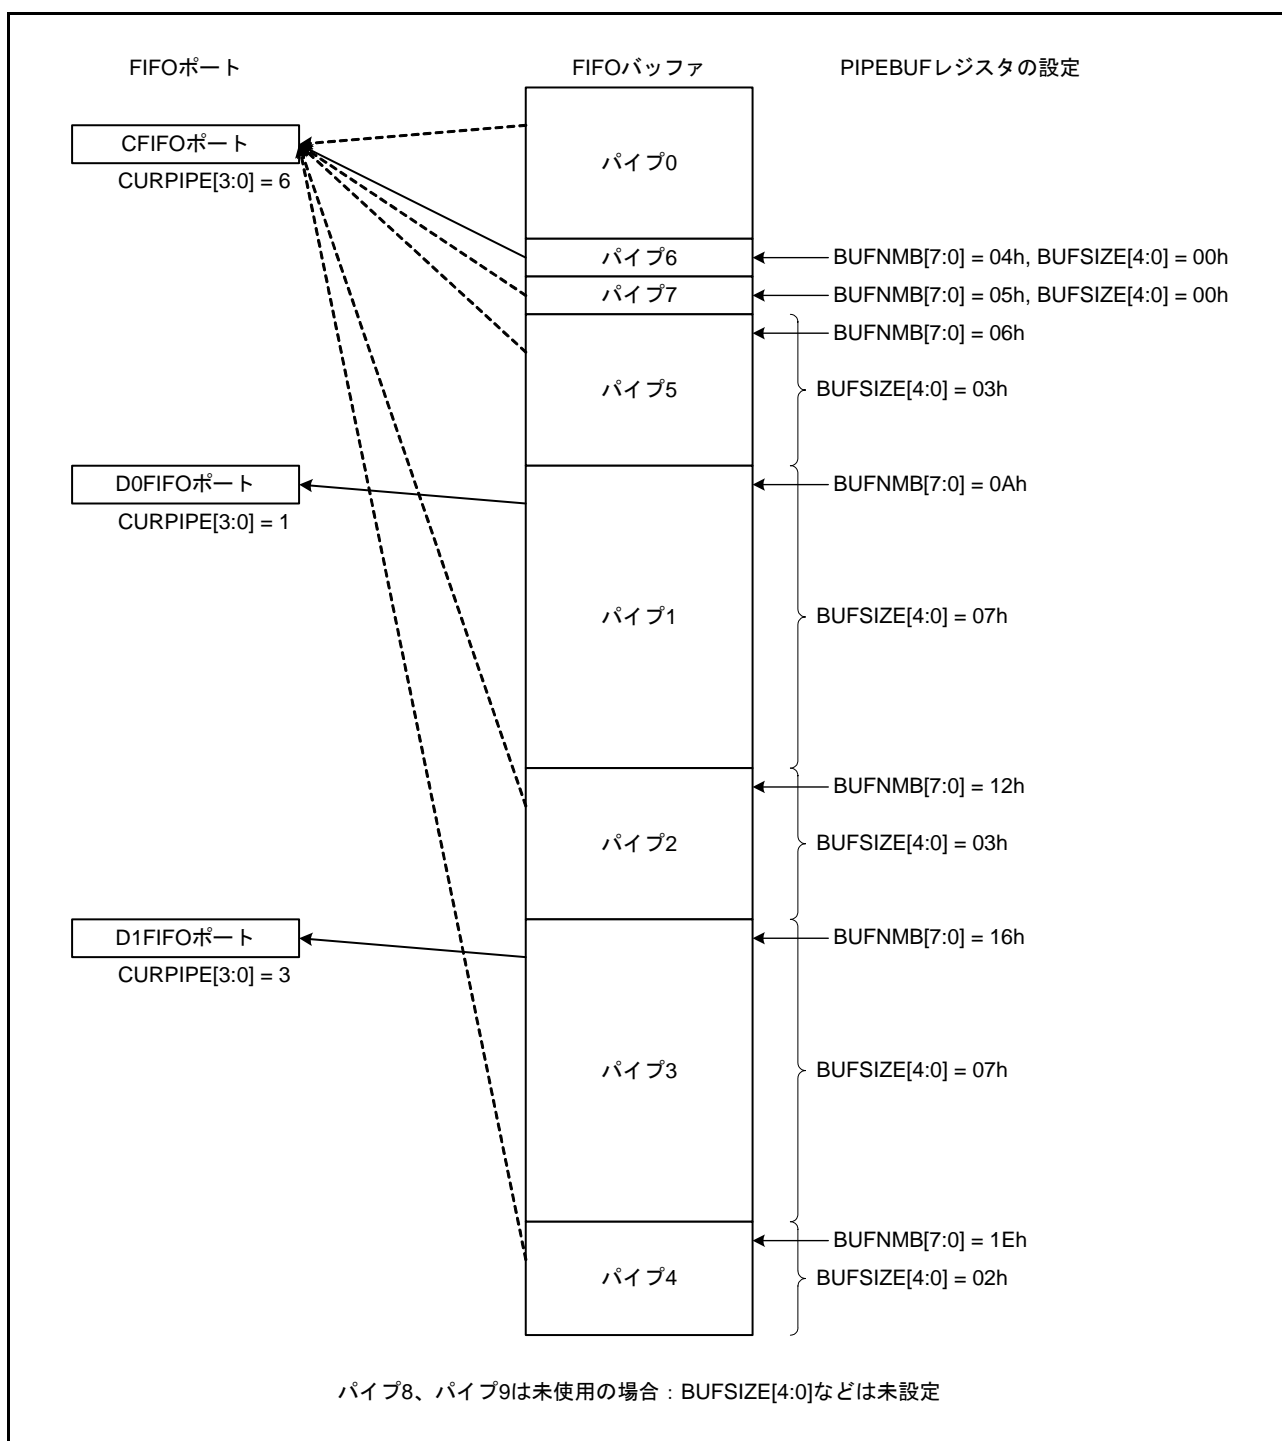 FIFOポート FIFOバッファ PIPEBUFレジスタの設定
CFIFOポート
CURPIPE[3:0] = 6
パイプ0
パイプ6 BUFNMB[7:0] = 04h, BUFSIZE[4:0] = 00h
パイプ7 BUFNMB[7:0] = 05h, BUFSIZE[4:0] = 00h
BUFNMB[7:0] = 06h
パイプ5 BUFSIZE[4:0] = 03h
D0FIFOポート BUFNMB[7:0] = 0Ah
CURPIPE[3:0] = 1
パイプ1 BUFSIZE[4:0] = 07h
BUFNMB[7:0] = 12h
パイプ2 BUFSIZE[4:0] = 03h
D1FIFOポート BUFNMB[7:0] = 16h
CURPIPE[3:0] = 3
パイプ3 BUFSIZE[4:0] = 07h
BUFNMB[7:0] = 1Eh
パイプ4 BUFSIZE[4:0] = 02h
パイプ8、パイプ9は未使用の場合：BUFSIZE[4:0]などは未設定